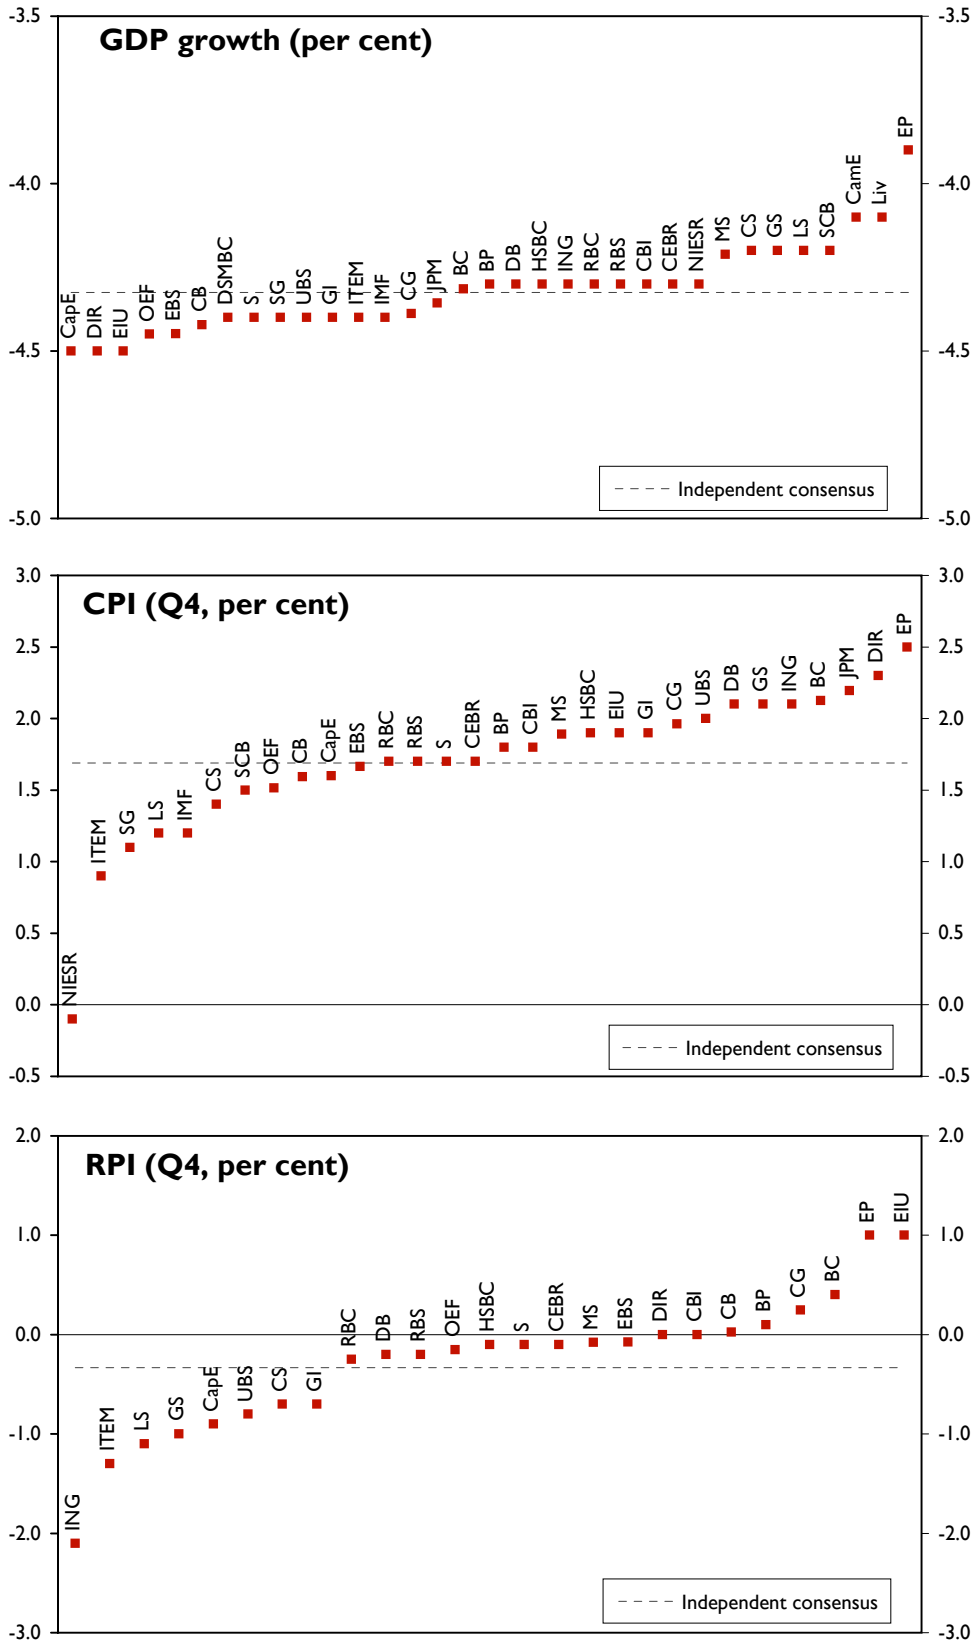 GDP growth (per cent)
-3.5 -3.5
-4.0 -4.0
-4.5 -4.5
-5.0 -5.0
CapE DIR EIU OEF EBS CB DSMBC S SG UBS GI ITEM IMF CG JPM BC BP DB HSBC ING RBC RBS CBI CEBR NIESR MS CS GS LS SCB CamE Liv EP
Independent consensus
CPI (Q4, per cent)
3.0 3.0
2.5 2.5
2.0 2.0
1.5 1.5
1.0 1.0
0.5 0.5
0.0 0.0
-0.5 -0.5
NIESR ITEM SG LS IMF CS SCB OEF CB CapE EBS RBC RBS S CEBR BP CBI MS HSBC EIU GI CG UBS DB GS ING BC JPM DIR EP
Independent consensus
RPI (Q4, per cent)
2.0 2.0
1.0 1.0
0.0 0.0
-1.0 -1.0
-2.0 -2.0
-3.0 -3.0
ING ITEM LS GS CapE UBS CS GI RBC DB RBS OEF HSBC S CEBR MS EBS DIR CBI CB BP CG BC EP EIU
Independent consensus